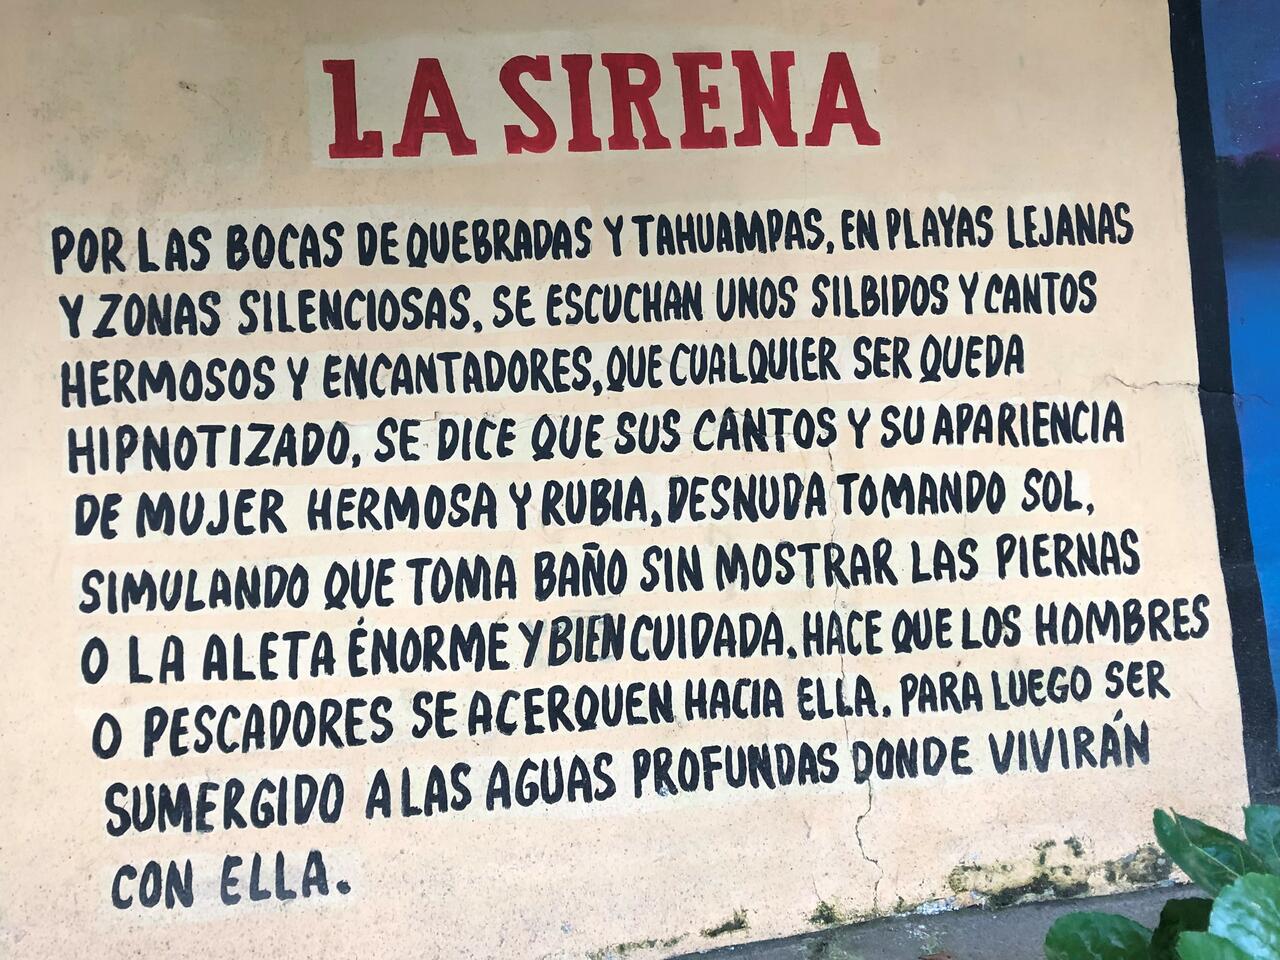 LA SIRENA
POR LAS BOCAS DE QUEBRADAS Y TAHUAMPAS, EN PLAYAS LEJANAS
Y ZONAS SILENCIOSAS, SE ESCUCHAN UNOS SILBIDOS Y CANTOS
HERMOSOS Y ENCANTADORES, QUE CUALQUIER SER QUEDA
HIPNOTIZADO, SE DICE QUE SUS CANTOS Y SU APARIENCIA
DE MUJER HERMOSA Y RUBIA, DESNUDA TOMANDO SOL,
SIMULANDO QUE TOMA BAÑO SIN MOSTRAR LAS PIERNAS
O LA ALETA ÉNORME Y BIEN CUIDADA. HACE QUE LOS HOMBRES
O PESCADORES SE ACERQUEN HACIA ELLA. PARA LUEGO SER
SUMERGIDO A LAS AGUAS PROFUNDAS DONDE VIVIRÁN
CON ELLA.